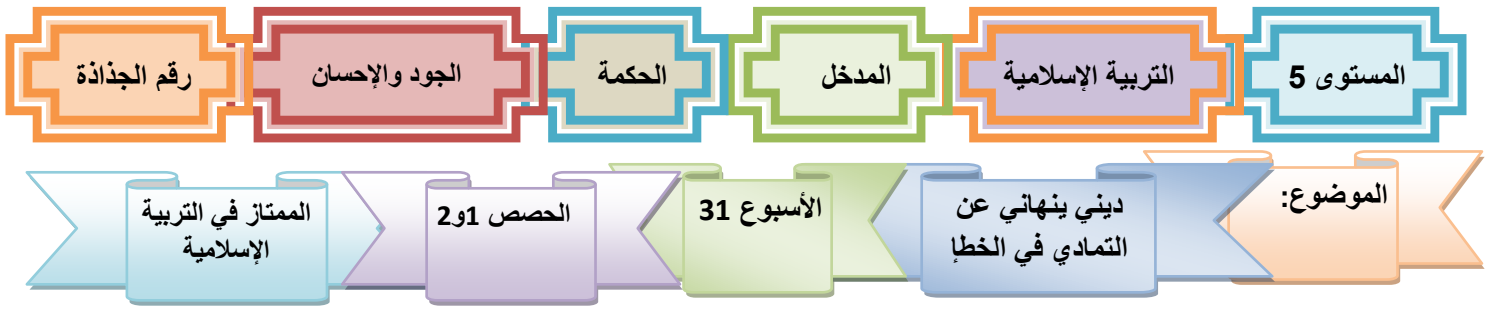 المستوى 5
التربية الإسلامية
المدخل
الحكمة
الجود والإحسان
رقم الجذاذة
الموضوع:
ديني ينهاني عن
التمادي في الخطإ
الأسبوع 31
الحصص 1و2
الممتاز في التربية
الإسلامية